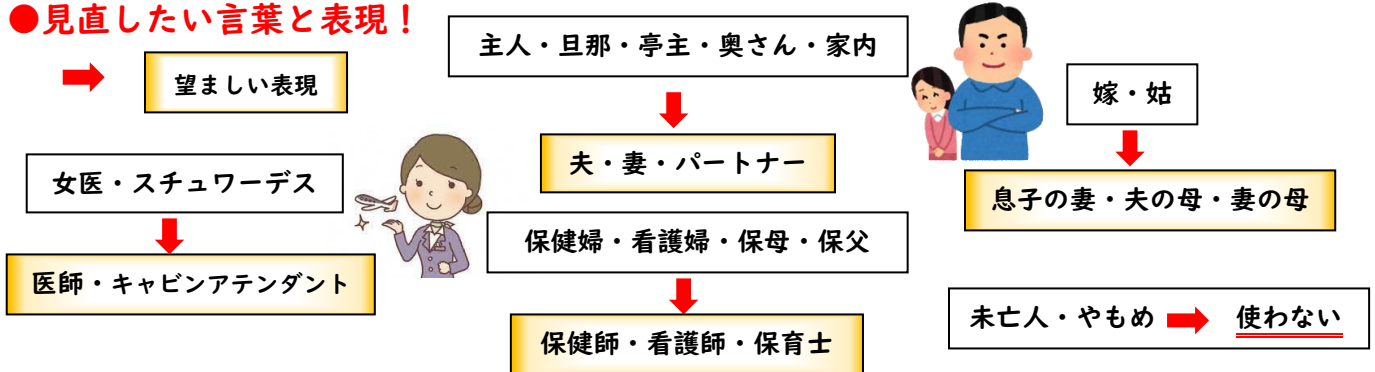 ●見直したい言葉と表現！
望ましい表現
主人・旦那・亭主・奥さん・家内
夫・妻・パートナー
嫁・姑
息子の妻・夫の母・妻の母
女医・スチュワーデス
医師・キャビンアテンダント
保健婦・看護婦・保母・保父
保健師・看護師・保育士
未亡人・やもめ 使わない